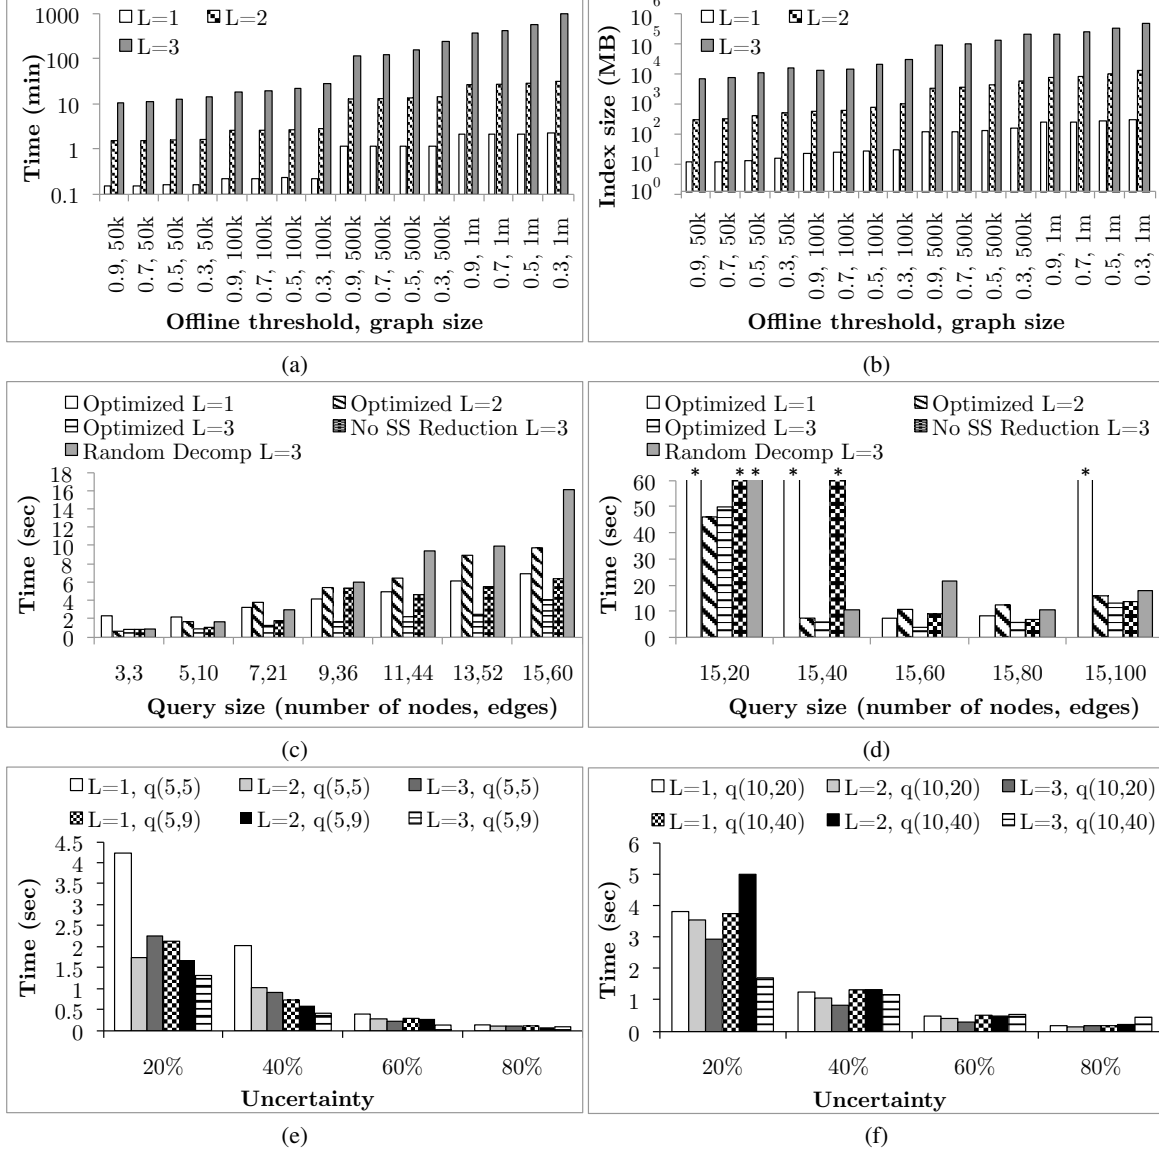 1000
100
10
1
0.1
Time (min)
L=1 L=2
L=3
0.9, 50k
0.7, 50k
0.5, 50k
0.3, 50k
0.9, 100k
0.7, 100k
0.5, 100k
0.3, 100k
0.9, 500k
0.7, 500k
0.5, 500k
0.3, 500k
0.9, 1m
0.7, 1m
0.5, 1m
0.3, 1m
Offline threshold, graph size
(a)
10^6
10^5
10^4
10^3
10^2
10^1
10^0
Index size (MB)
L=1 L=2
L=3
0.9, 50k
0.7, 50k
0.5, 50k
0.3, 50k
0.9, 100k
0.7, 100k
0.5, 100k
0.3, 100k
0.9, 500k
0.7, 500k
0.5, 500k
0.3, 500k
0.9, 1m
0.7, 1m
0.5, 1m
0.3, 1m
Offline threshold, graph size
(b)
Optimized L=1 Optimized L=2
Optimized L=3 No SS Reduction L=3
Random Decomp L=3
18
16
14
12
10
8
6
4
2
0
Time (sec)
3,3 5,10 7,21 9,36 11,44 13,52 15,60
Query size (number of nodes, edges)
(c)
Optimized L=1 Optimized L=2
Optimized L=3 No SS Reduction L=3
Random Decomp L=3
* * * * * *
60
50
40
30
20
10
0
Time (sec)
15,20 15,40 15,60 15,80 15,100
Query size (number of nodes, edges)
(d)
L=1, q(5,5) L=2, q(5,5) L=3, q(5,5)
L=1, q(5,9) L=2, q(5,9) L=3, q(5,9)
4.5
4
3.5
3
2.5
2
1.5
1
0.5
0
Time (sec)
20% 40% 60% 80%
Uncertainty
(e)
L=1, q(10,20) L=2, q(10,20) L=3, q(10,20)
L=1, q(10,40) L=2, q(10,40) L=3, q(10,40)
6
5
4
3
2
1
0
Time (sec)
20% 40% 60% 80%
Uncertainty
(f)